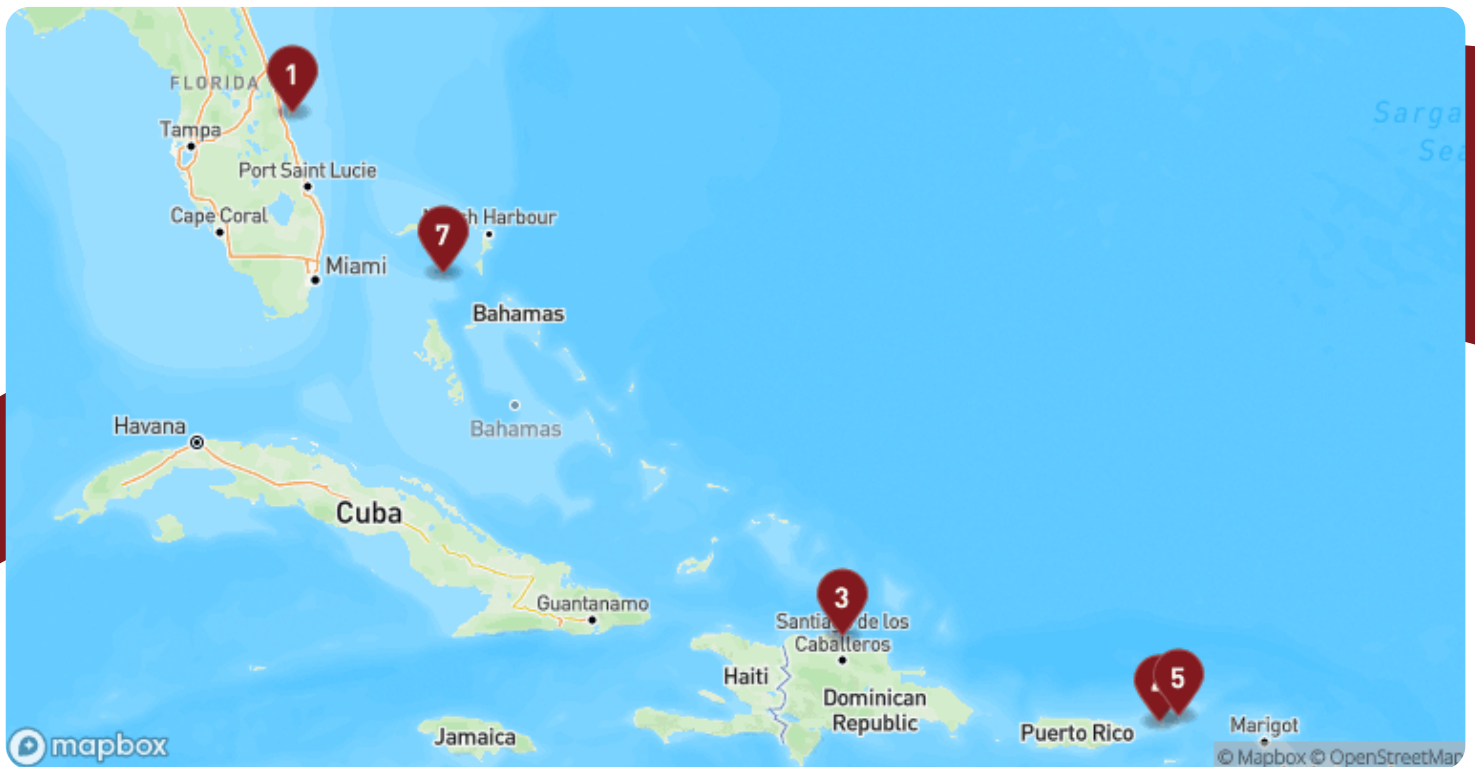 1
FLORIDA
Tampa
Port Saint Lucie
Cape Coral
Harbour
7
Miami
Bahamas
Havana
Bahamas
Cuba
3
Guantanamo
de los
Caballeros
Haiti
5
Dominican
Republic
Puerto Rico
Marigot
Jamaica
mapbox
© Mapbox © OpenStreetMap